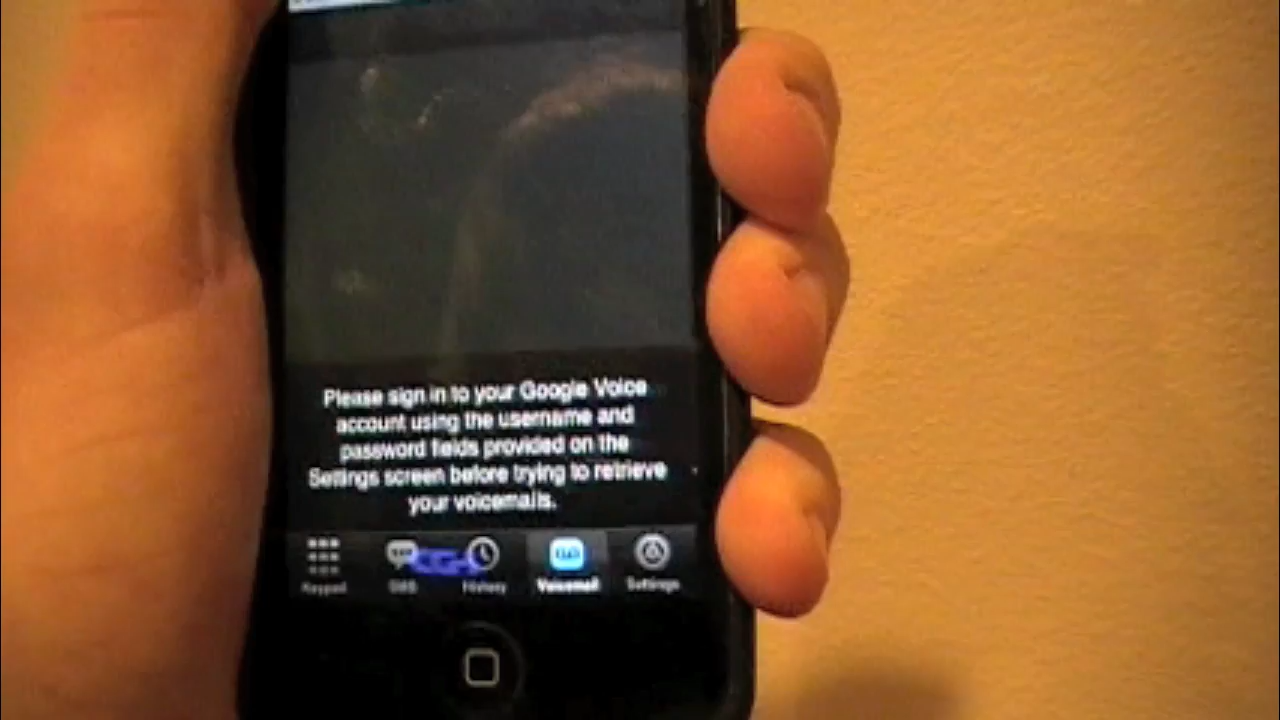 Please sign in to your Google Voice
account using the username and
password fields provided on the
Settings screen before trying to retrieve
your voicemails.
Keypad SMS History Voicemail Settings